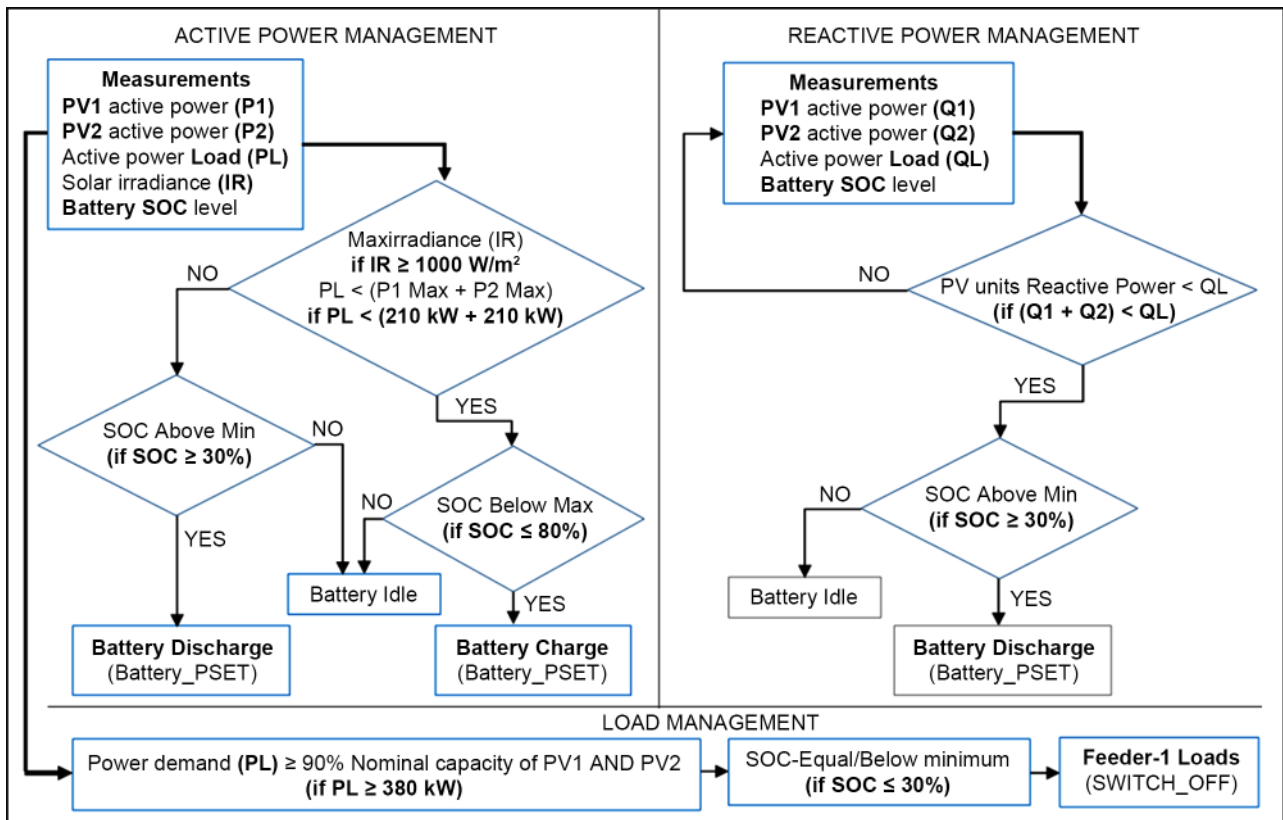 ACTIVE POWER MANAGEMENT
Measurements
PV1 active power (P1)
PV2 active power (P2)
Active power Load (PL)
Solar irradiance (IR)
Battery SOC level
Maxirradiance (IR)
if IR ≥ 1000 W/m²
PL < (P1 Max + P2 Max)
if PL < (210 kW + 210 kW)
NO
YES
SOC Above Min
(if SOC ≥ 30%)
NO
YES
SOC Below Max
(if SOC ≤ 80%)
NO
YES
Battery Idle
Battery Discharge
(Battery_PSET)
Battery Charge
(Battery_PSET)
REACTIVE POWER MANAGEMENT
Measurements
PV1 active power (Q1)
PV2 active power (Q2)
Active power Load (QL)
Battery SOC level
NO
PV units Reactive Power < QL
(if (Q1 + Q2) < QL)
YES
SOC Above Min
(if SOC ≥ 30%)
NO
YES
Battery Idle
Battery Discharge
(Battery_PSET)
LOAD MANAGEMENT
Power demand (PL) ≥ 90% Nominal capacity of PV1 AND PV2
(if PL ≥ 380 kW)
SOC-Equal/Below minimum
(if SOC ≤ 30%)
Feeder-1 Loads
(SWITCH_OFF)